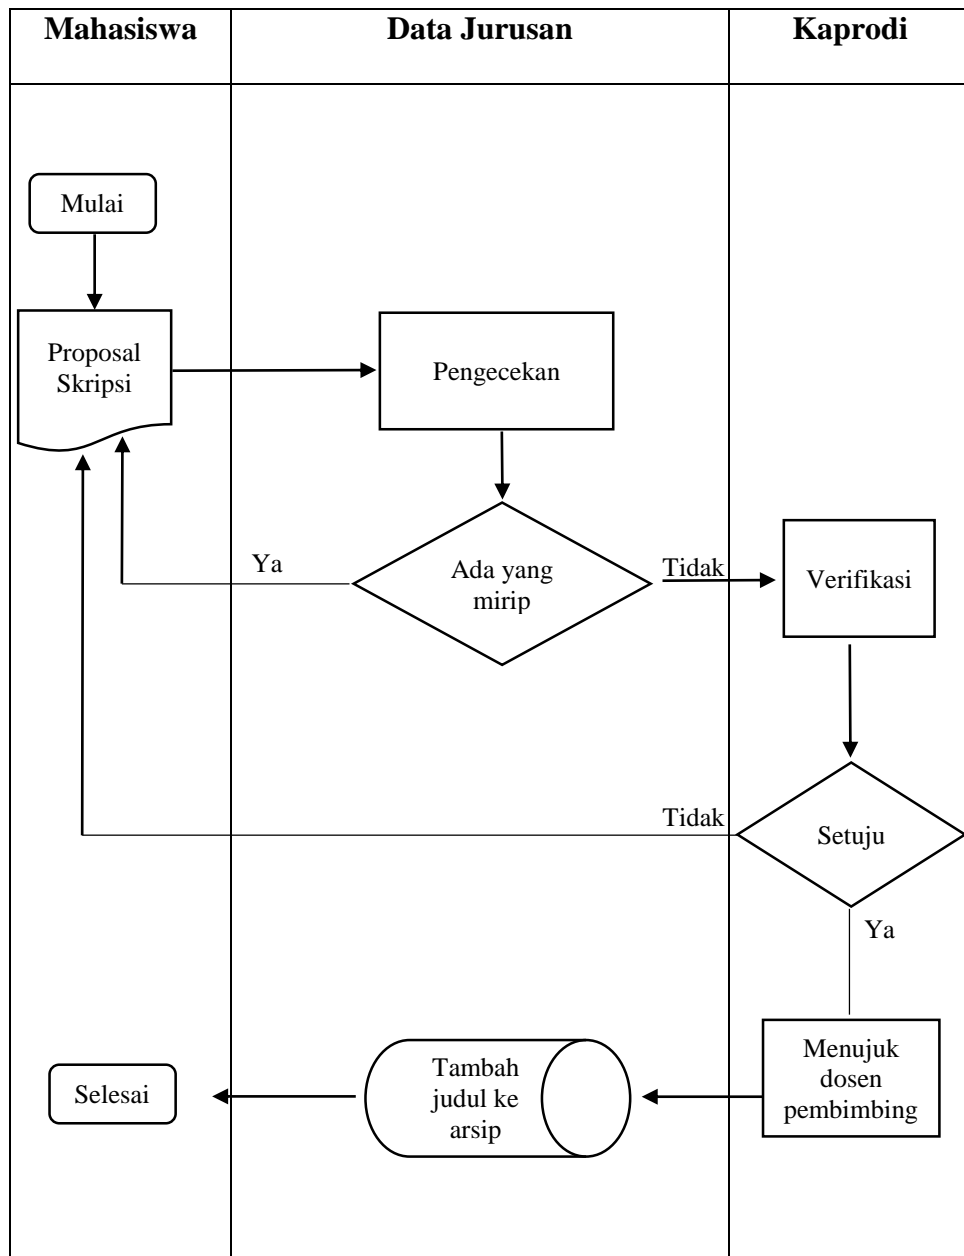 Mahasiswa
Data Jurusan
Kaprodi
Mulai
Proposal
Skripsi
Pengecekan
Ya
Ada yang
mirip
Tidak
Verifikasi
Tidak
Setuju
Ya
Menujuk
dosen
pembimbing
Tambah
judul ke
arsip
Selesai